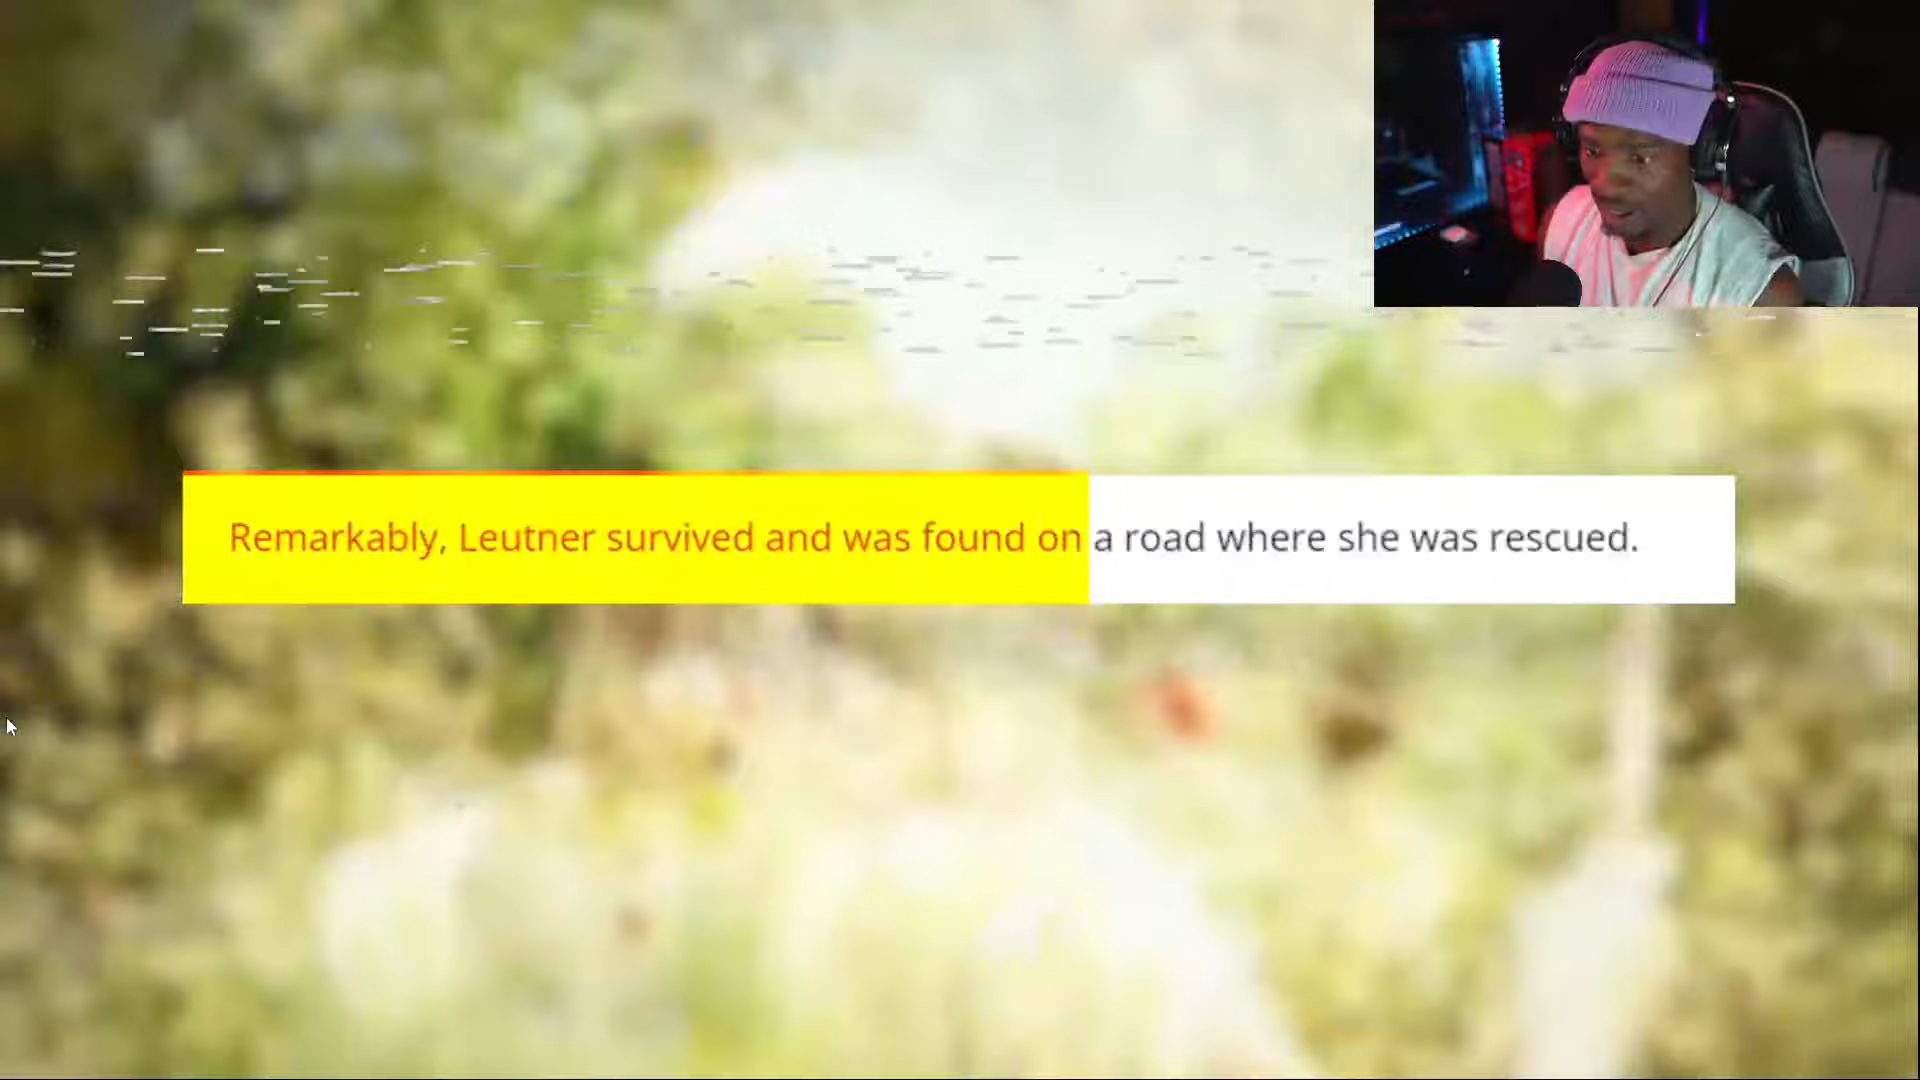 Remarkably, Leutner survived and was found on a road where she was rescued.